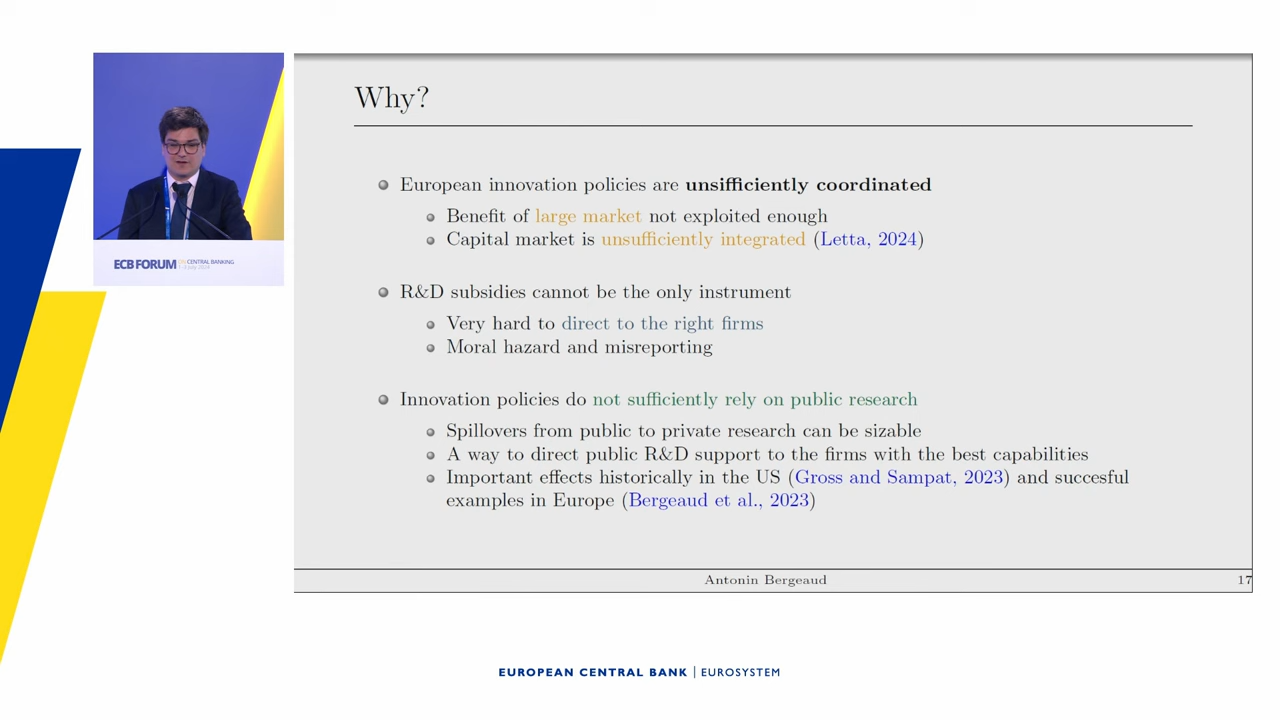 Why?
European innovation policies are unsifficiently coordinated
Benefit of large market not exploited enough
Capital market is unsufficiently integrated (Letta, 2024)
R&D subsidies cannot be the only instrument
Very hard to direct to the right firms
Moral hazard and misreporting
Innovation policies do not sufficiently rely on public research
Spillovers from public to private research can be sizable
A way to direct public R&D support to the firms with the best capabilities
Important effects historically in the US (Gross and Sampat, 2023) and succesful
examples in Europe (Bergeaud et al., 2023)
Antonin Bergeaud
17
ECB FORUM
CENTRAL BANKING
EUROPEAN CENTRAL BANK | EUROSYSTEM